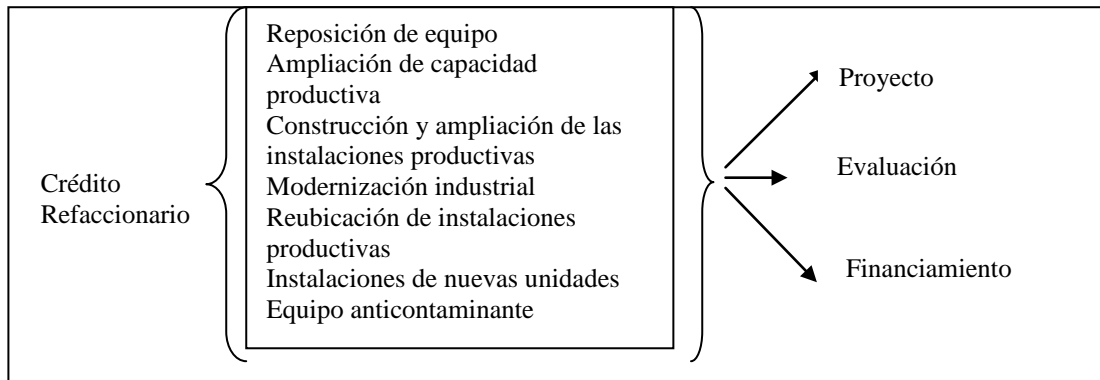 Crédito
Refaccionario
Reposición de equipo
Ampliación de capacidad
productiva
Construcción y ampliación de las
instalaciones productivas
Modernización industrial
Reubicación de instalaciones
productivas
Instalaciones de nuevas unidades
Equipo anticontaminante
Proyecto
Evaluación
Financiamiento